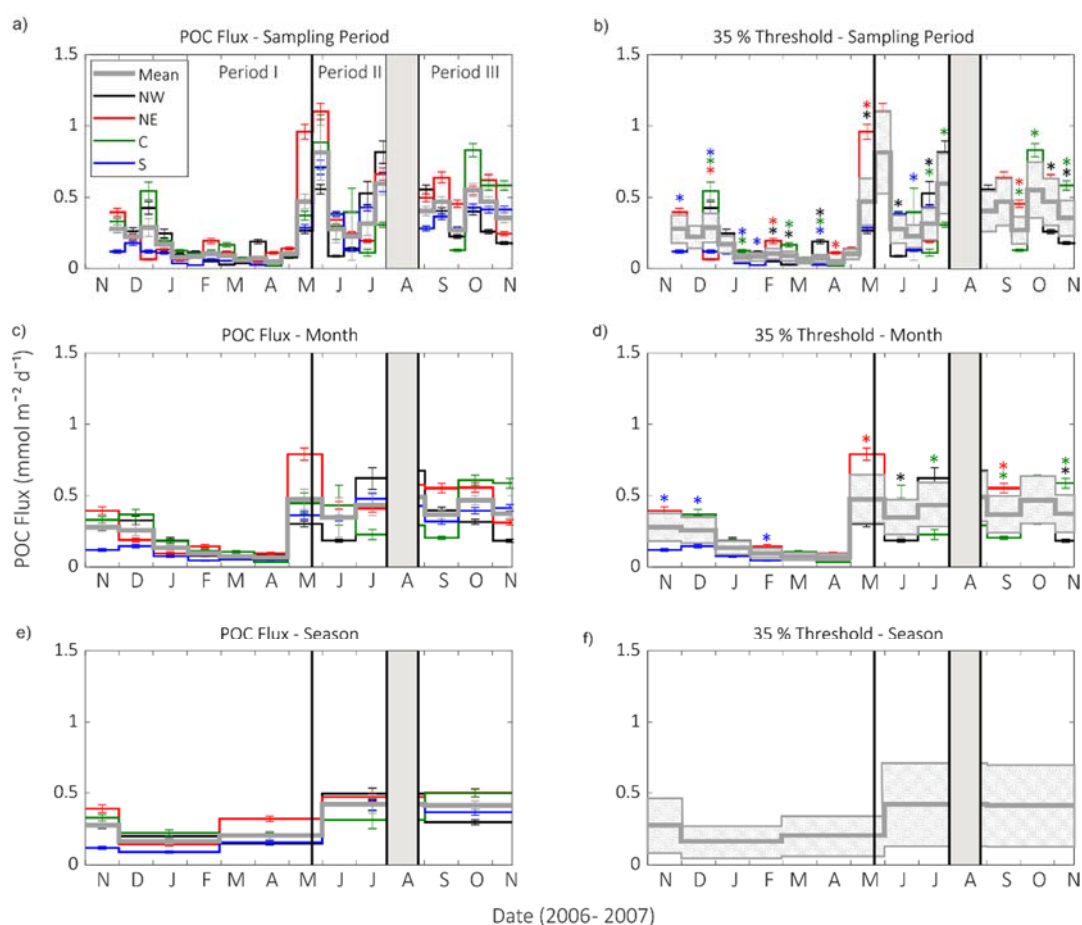 a)
POC Flux - Sampling Period
1.5
1
0.5
0
Period I
Period II
Period III
Mean
NW
NE
C
S
N D J F M A M J J A S O N
b)
35 % Threshold - Sampling Period
1.5
1
0.5
0
* * * * * * * * * * * * * * * * * * * * * * * * * * * *
N D J F M A M J J A S O N
c)
POC Flux - Month
1.5
1
0.5
0
N D J F M A M J J A S O N
d)
35 % Threshold - Month
1.5
1
0.5
0
* * * * * * * * * *
N D J F M A M J J A S O N
e)
POC Flux - Season
1.5
1
0.5
0
N D J F M A M J J A S O N
f)
35 % Threshold - Season
1.5
1
0.5
0
N D J F M A M J J A S O N
POC Flux (mmol m⁻² d⁻¹)
Date (2006- 2007)